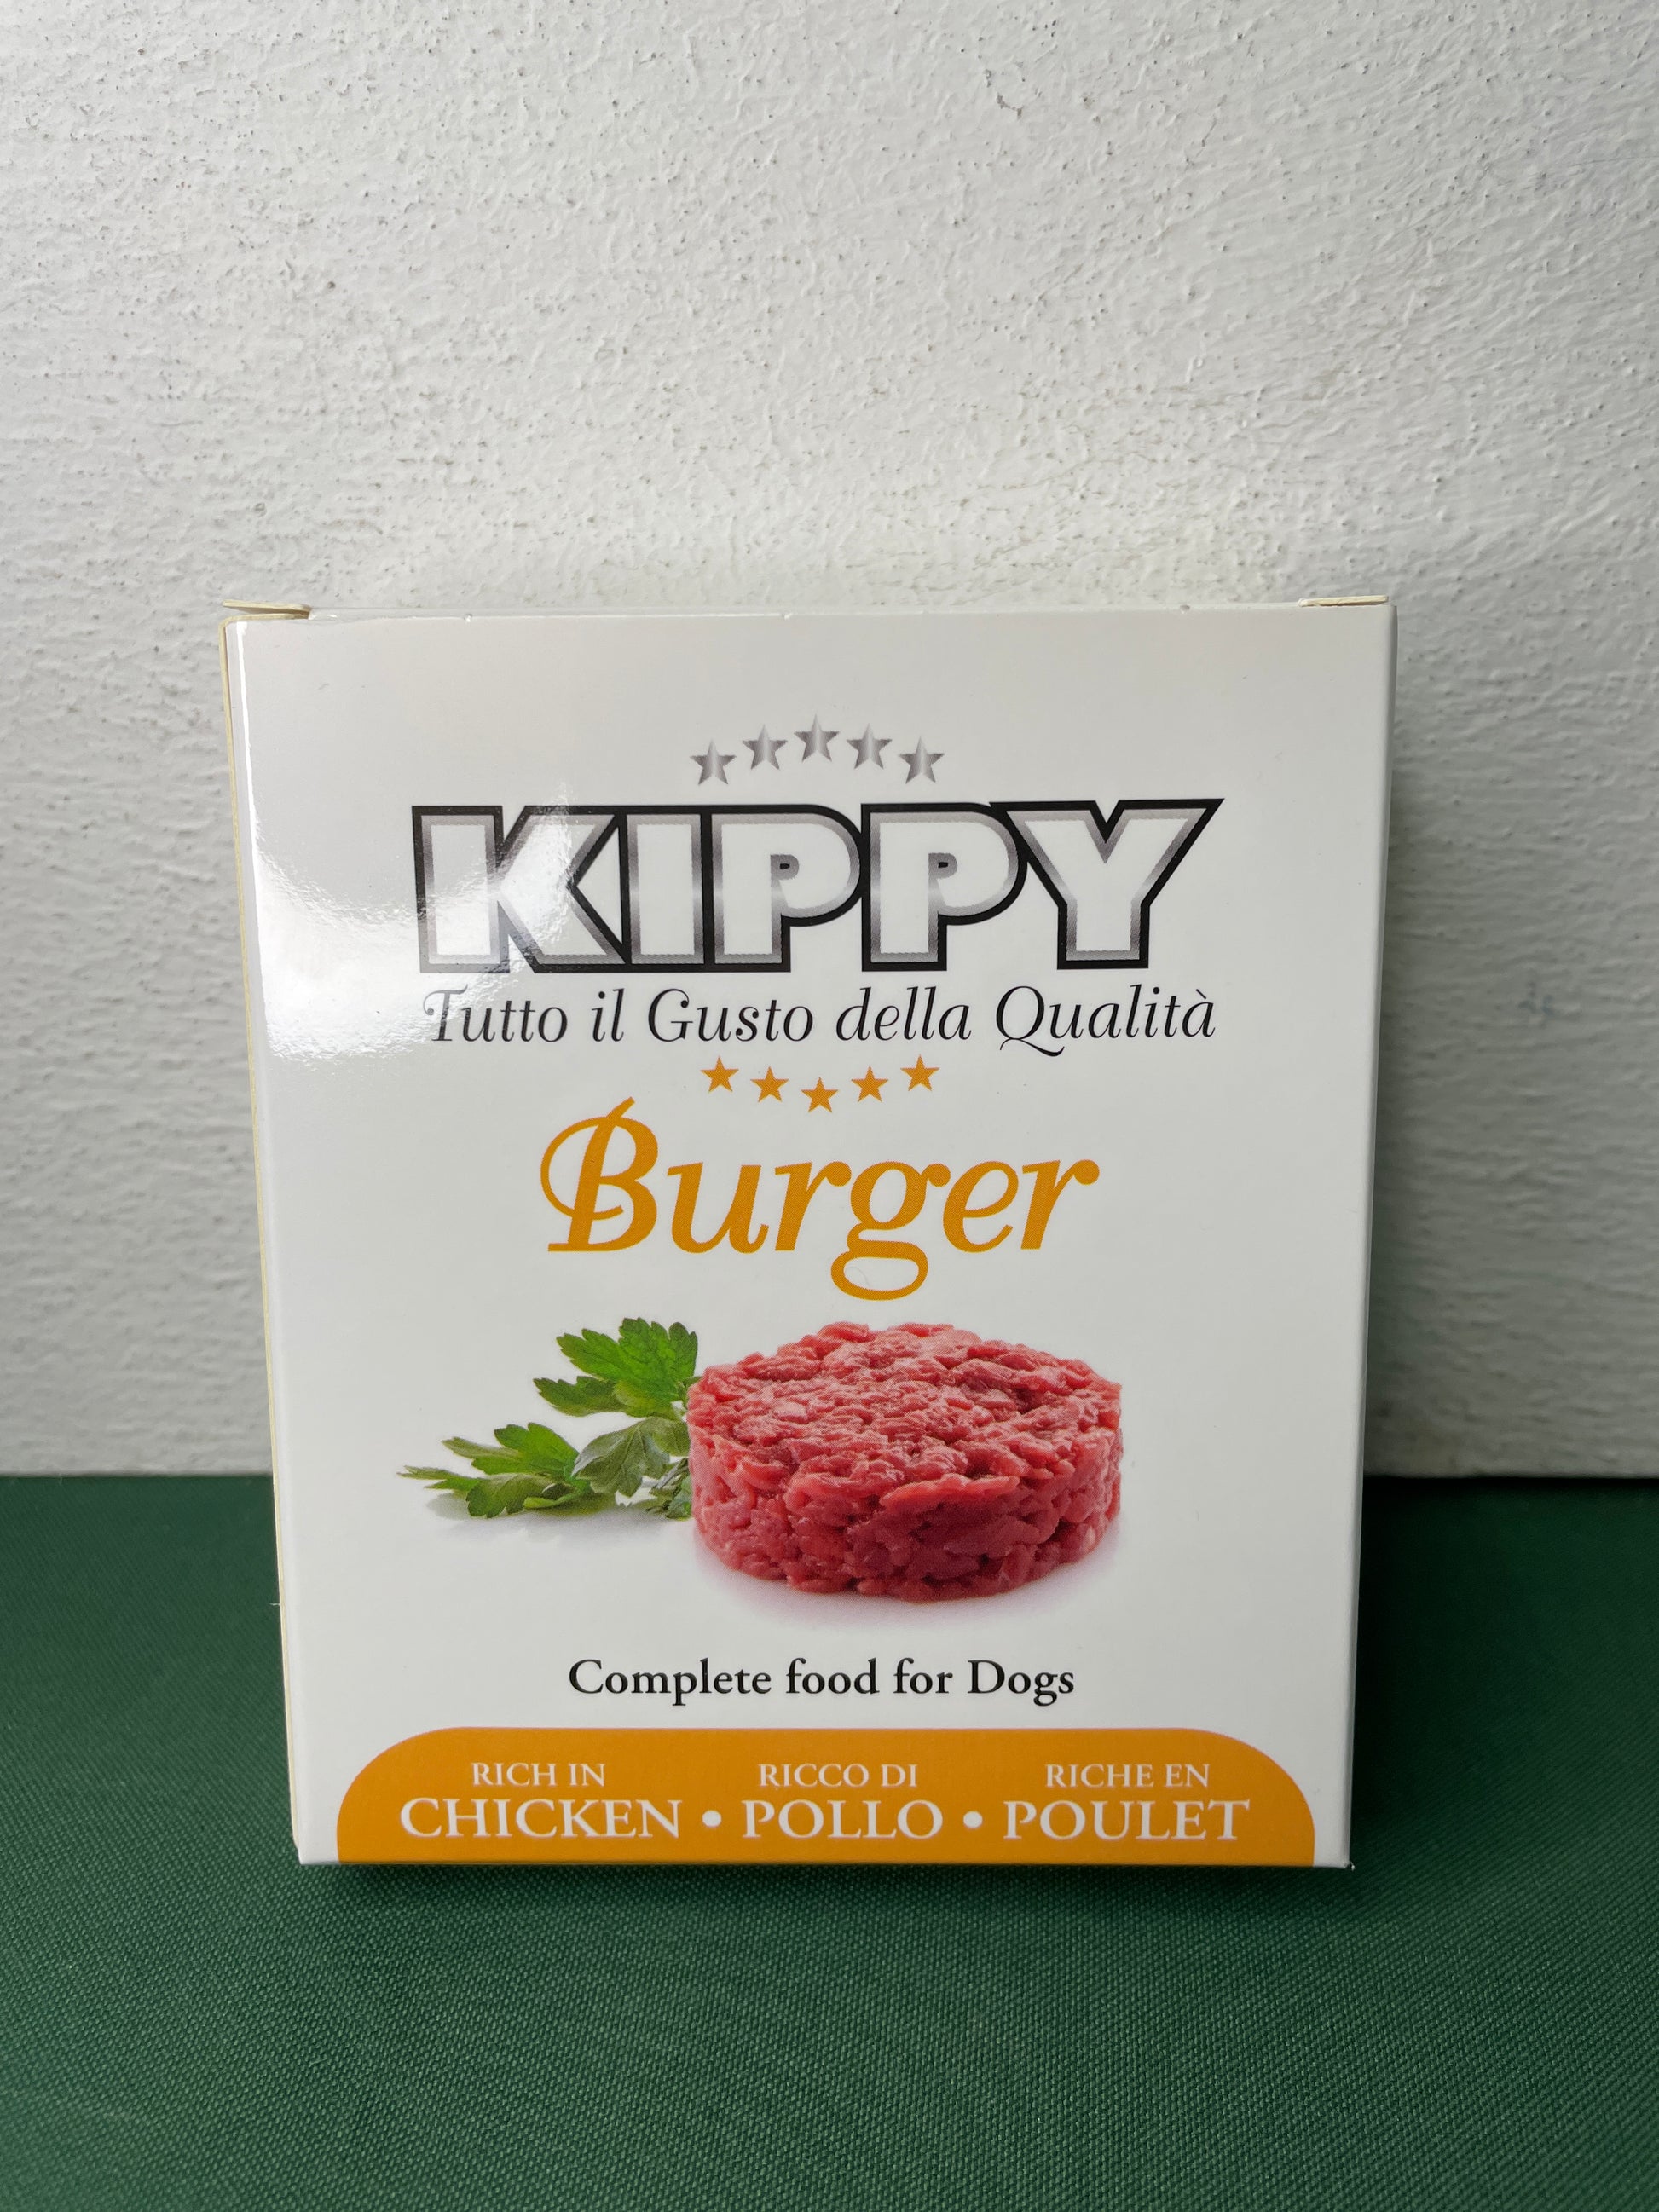 KIPPY
Tutto il Gusto della Qualità
Burger
Complete food for Dogs
RICH IN RICCO DI RICHE EN
CHICKEN • POLLO • POULET